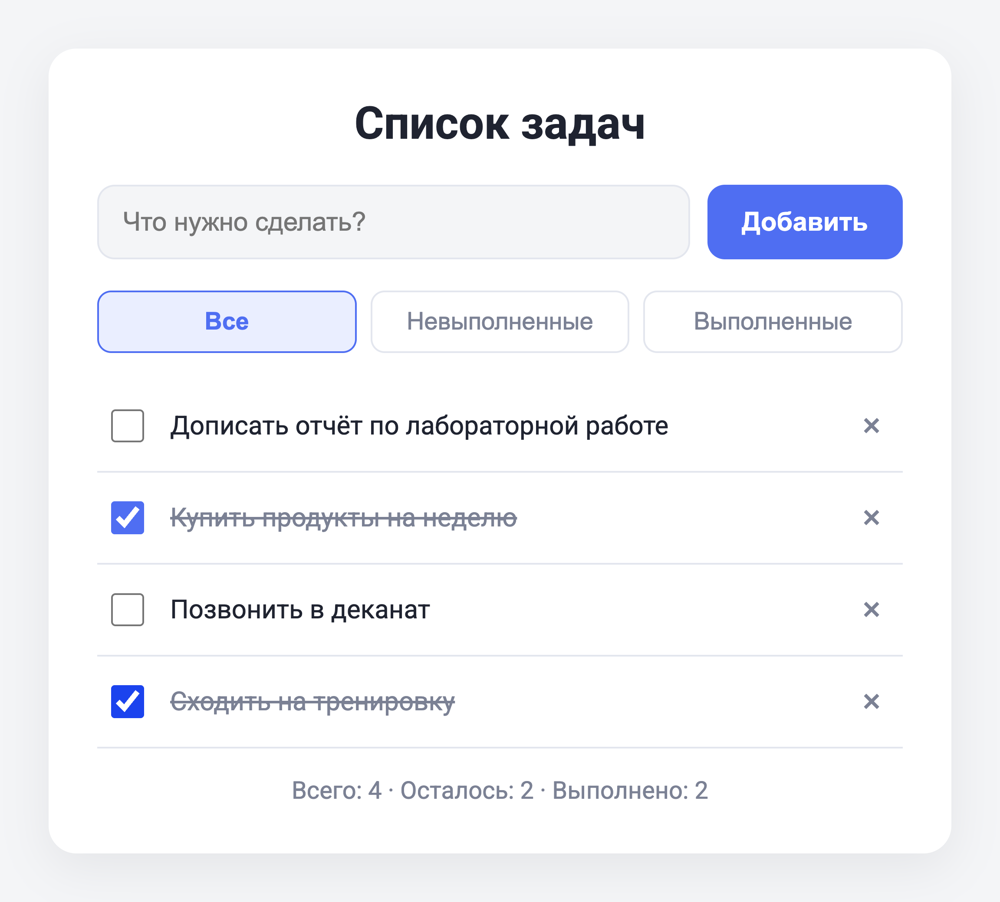 Список задач
Что нужно сделать? Добавить
Все Невыполненные Выполненные
Дописать отчёт по лабораторной работе ×
Купить продукты на неделю ×
Позвонить в деканат ×
Сходить на тренировку ×
Всего: 4 · Осталось: 2 · Выполнено: 2